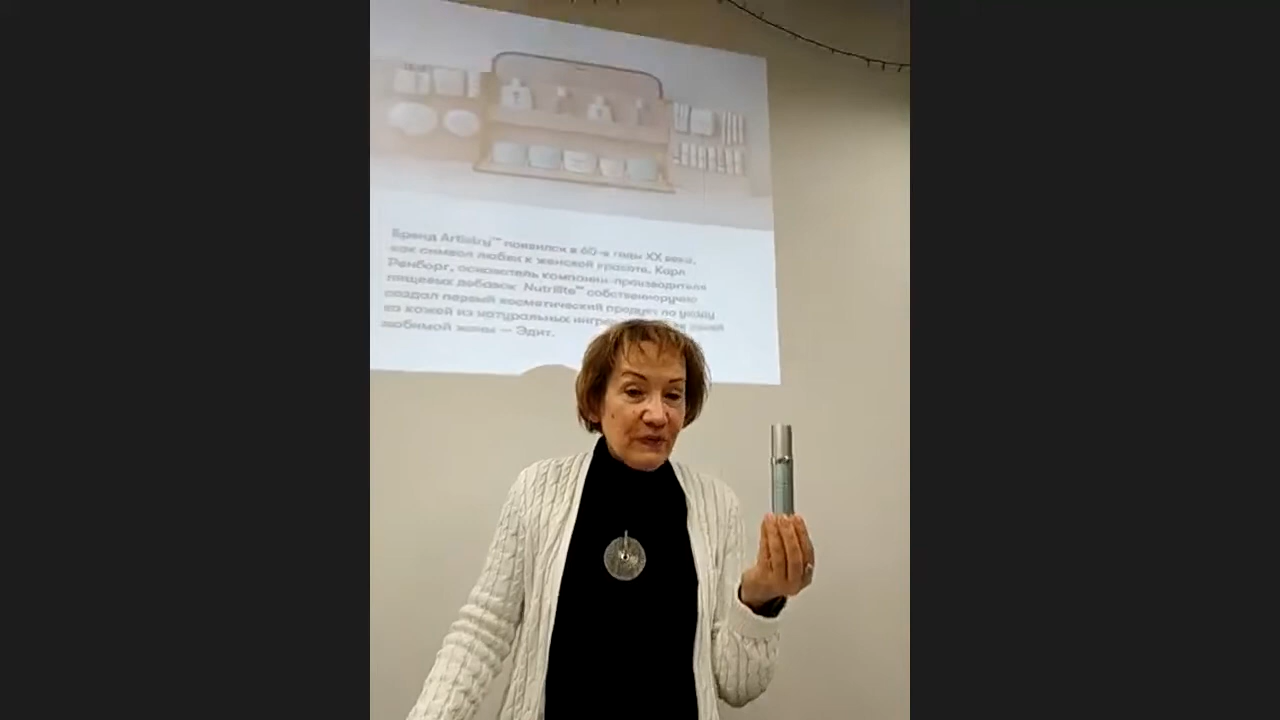 Бренд Artistry™ появился в 60-е годы XX века,
как символ любви к женской красоте. Карл
Ренборг, основатель компании-производителя
пищевых добавок Nutrilite™ собственноручно
создал первый косметический продукт по уходу
за кожей из натуральных своей
любимой жены — Эдит.